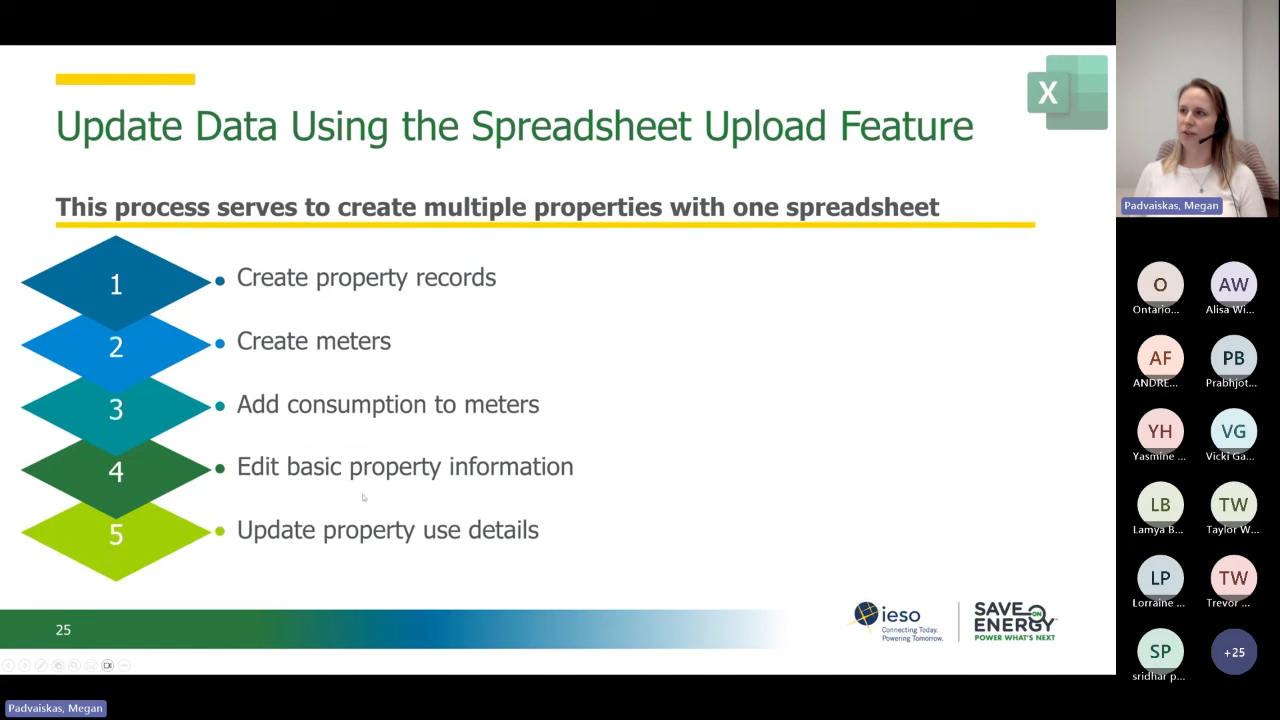 Update Data Using the Spreadsheet Upload Feature
X
This process serves to create multiple properties with one spreadsheet
1
• Create property records
2
• Create meters
3
• Add consumption to meters
4
• Edit basic property information
5
• Update property use details
25
ieso
Connecting Today.
Powering Tomorrow.
SAVE ON
ENERGY
POWER WHAT'S NEXT
Padvaiskas, Megan
O
Ontario...
AW
Alisa Wi...
AF
ANDRE...
PB
Prabhjot...
YH
Yasmine ...
VG
Vicki Ga...
LB
Lamya B...
TW
Taylor W...
LP
Lorraine ...
TW
Trevor ...
SP
sridhar p...
+25
Padvaiskas, Megan